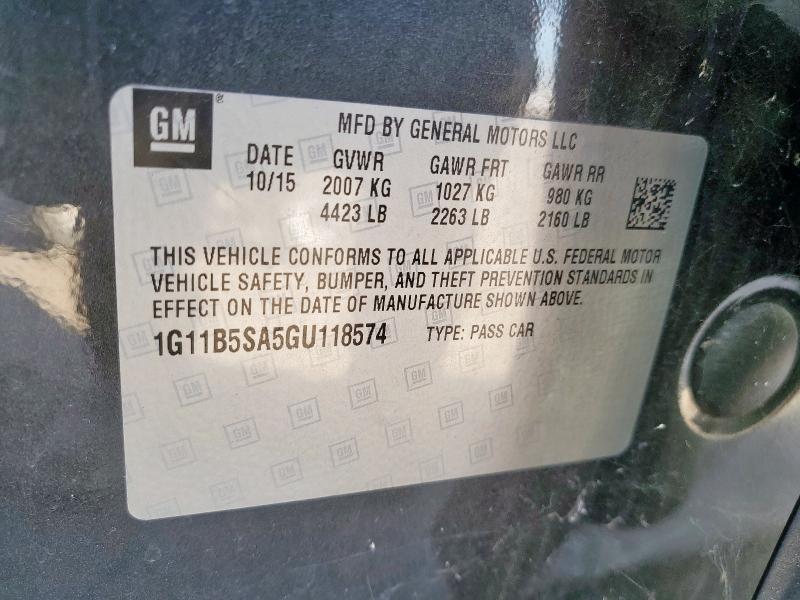 GM®
MFD BY GENERAL MOTORS LLC
DATE GVWR GAWR FRT GAWR RR
10/15 2007 KG 1027 KG 980 KG
4423 LB 2263 LB 2160 LB
THIS VEHICLE CONFORMS TO ALL APPLICABLE U.S. FEDERAL MOTOR
VEHICLE SAFETY, BUMPER, AND THEFT PREVENTION STANDARDS IN
EFFECT ON THE DATE OF MANUFACTURE SHOWN ABOVE.
1G11B5SA5GU118574 TYPE: PASS CAR